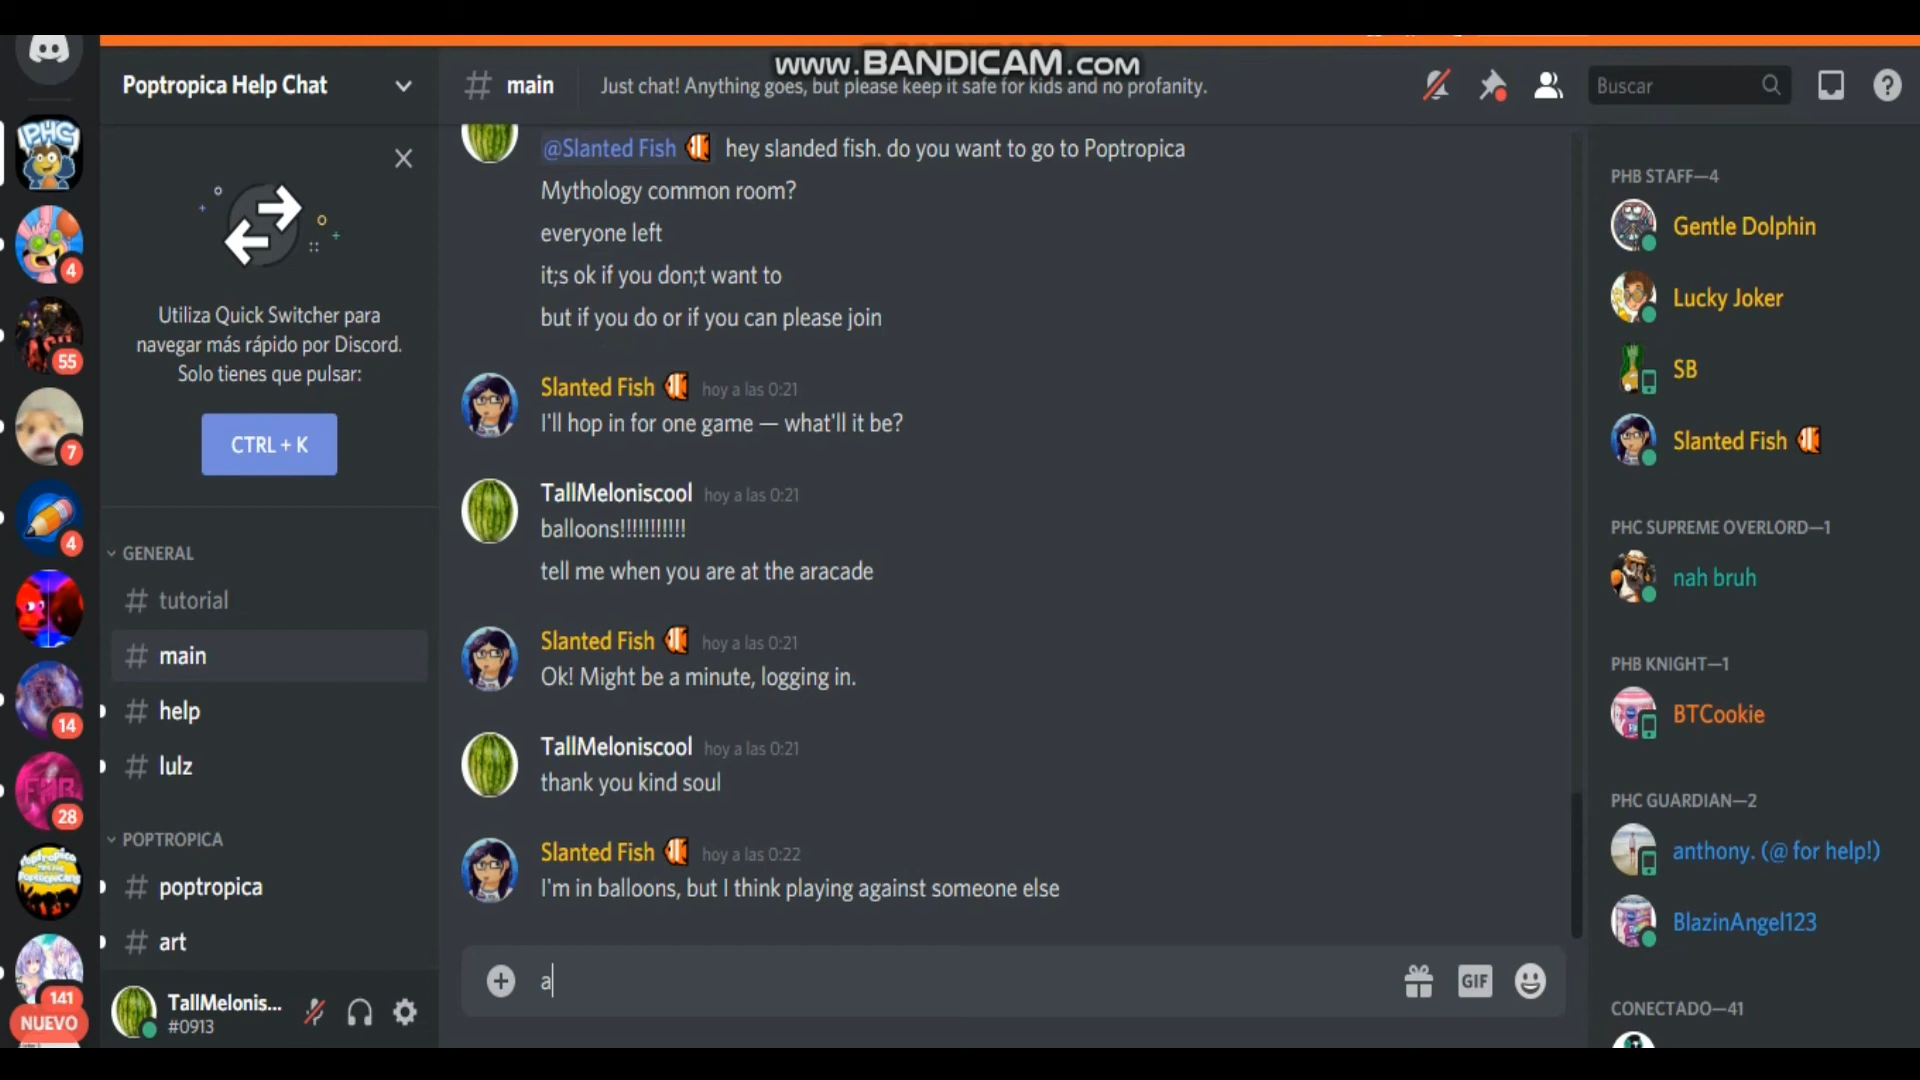 www.BANDICAM.com
Poptropica Help Chat
main
Just chat! Anything goes, but please keep it safe for kids and no profanity.
Buscar
PHC
4
55
7
4
14
28
141
NUEVO
Utiliza Quick Switcher para
navegar más rápido por Discord.
Solo tienes que pulsar:
CTRL + K
GENERAL
# tutorial
# main
# help
# lulz
POPTROPICA
# poptropica
# art
TallMelonis...
#0913
@Slanted Fish hey slanded fish. do you want to go to Poptropica
Mythology common room?
everyone left
it;s ok if you don;t want to
but if you do or if you can please join
Slanted Fish hoy a las 0:21
I'll hop in for one game — what'll it be?
TallMeloniscool hoy a las 0:21
balloons!!!!!!!!!!!
tell me when you are at the aracade
Slanted Fish hoy a las 0:21
Ok! Might be a minute, logging in.
TallMeloniscool hoy a las 0:21
thank you kind soul
Slanted Fish hoy a las 0:22
I'm in balloons, but I think playing against someone else
a
GIF
PHB STAFF—4
Gentle Dolphin
Lucky Joker
SB
Slanted Fish
PHC SUPREME OVERLORD—1
nah bruh
PHB KNIGHT—1
BTCookie
PHC GUARDIAN—2
anthony. (@ for help!)
BlazinAngel123
CONECTADO—41